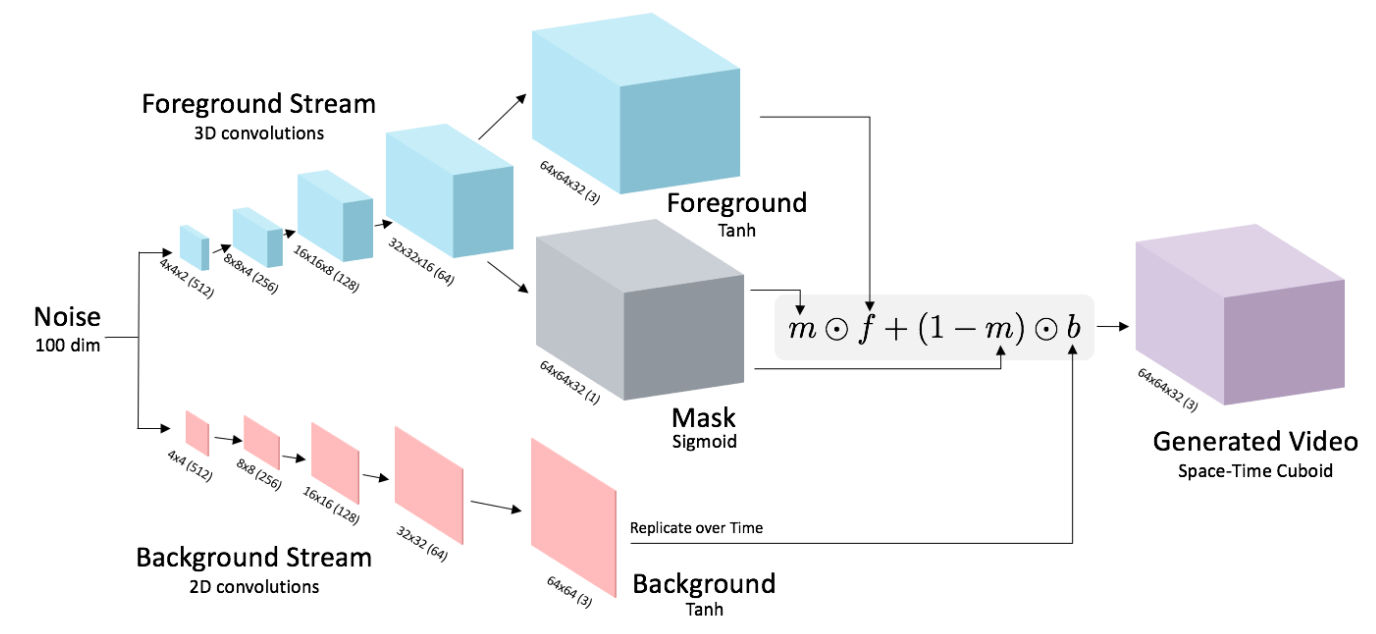 Foreground Stream
3D convolutions
4x4x2 (512)
8x8x4 (256)
16x16x8 (128)
32x32x16 (64)
64x64x32 (3)
Foreground
Tanh
64x64x32 (1)
Mask
Sigmoid
Noise
100 dim
m ⊙ f + (1 − m) ⊙ b
64x64x32 (3)
Generated Video
Space-Time Cuboid
4x4 (512)
8x8 (256)
16x16 (128)
32x32 (64)
64x64 (3)
Replicate over Time
Background Stream
2D convolutions
Background
Tanh